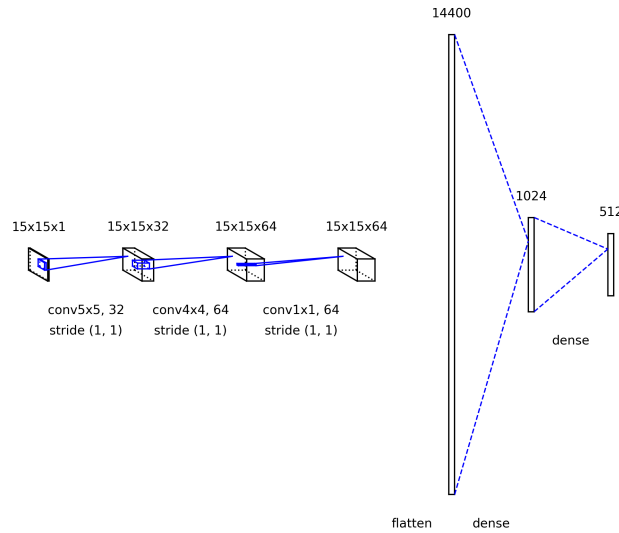 14400
1024
512
15x15x1
15x15x32
15x15x64
15x15x64
conv5x5, 32
stride (1, 1)
conv4x4, 64
stride (1, 1)
conv1x1, 64
stride (1, 1)
dense
flatten
dense